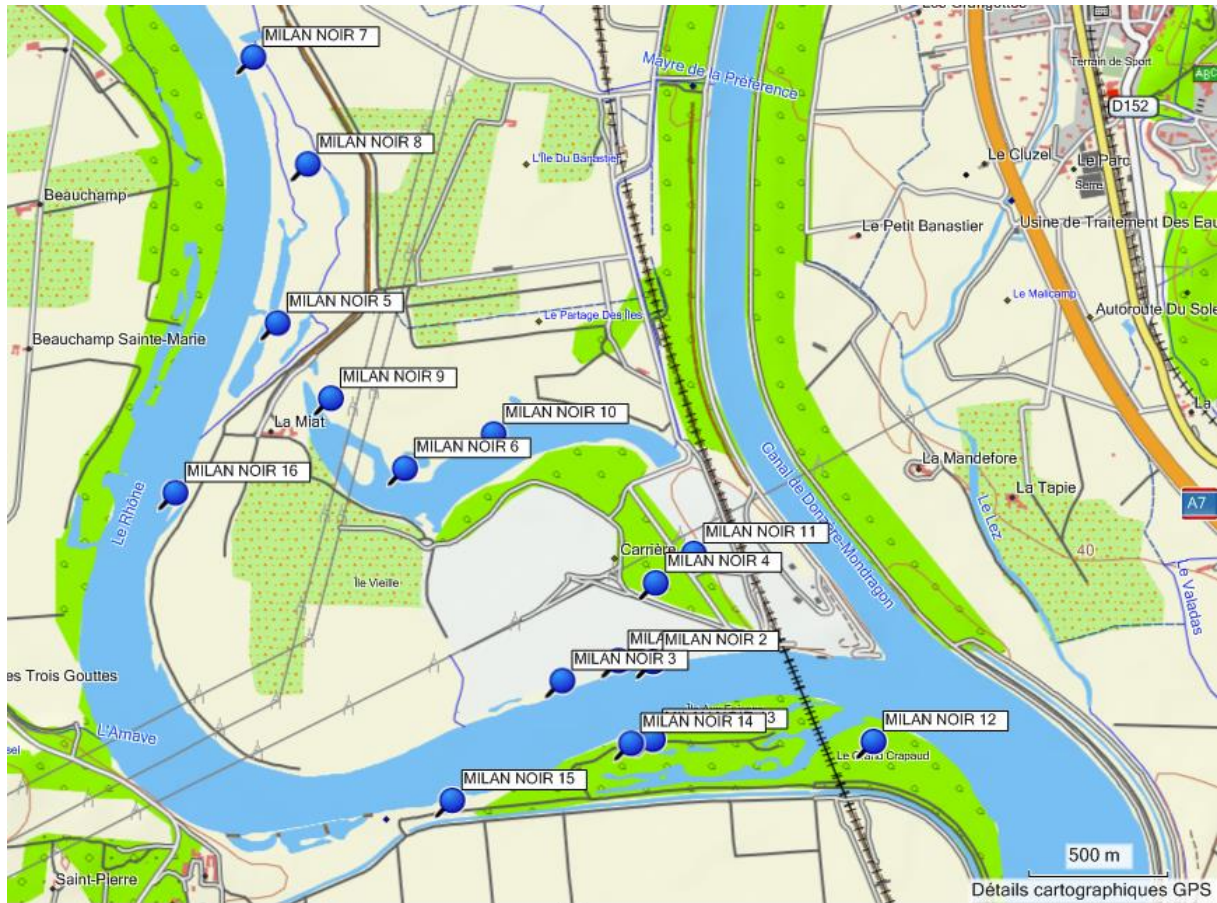 MILAN NOIR 7
Mayre de la Préférence
Terrain de Sport
ABC
D152
MILAN NOIR 8
L'Île Du Banastier
Le Cluzel
Le Parc
Serre
Beauchamp
Le Petit Banastier
Usine de Traitement Des Eau
MILAN NOIR 5
Le Partage Des Îles
Le Malicamp
Autoroute Du Sole
Beauchamp Sainte-Marie
MILAN NOIR 9
La Miat
MILAN NOIR 10
La
MILAN NOIR 6
MILAN NOIR 16
Le Rhône
Canal de Donzère-Mondragon
La Mandefore
La Tapie
Le Lez
A7
MILAN NOIR 11
Carrière
MILAN NOIR 4
40
Île Vieille
Le Valadas
MILAN NOIR 2
MILAN NOIR 3
es Trois Gouttes
L'Arnave
MILAN NOIR 14
MILAN NOIR 12
Le Grand Crapaud
MILAN NOIR 15
500 m
Saint-Pierre
Détails cartographiques GPS